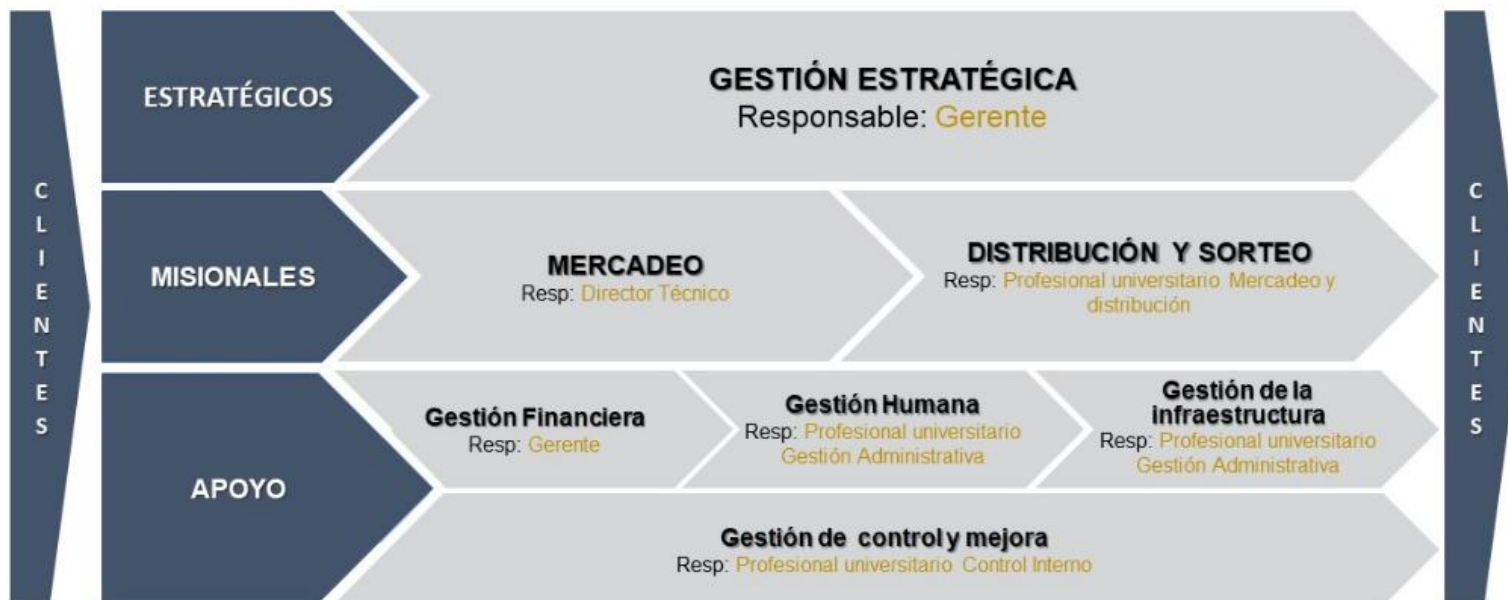 CLIENTES
ESTRATÉGICOS
GESTIÓN ESTRATÉGICA
Responsable: Gerente
MISIONALES
MERCADEO
Resp: Director Técnico
DISTRIBUCIÓN Y SORTEO
Resp: Profesional universitario Mercadeo y
distribución
APOYO
Gestión Financiera
Resp: Gerente
Gestión Humana
Resp: Profesional universitario
Gestión Administrativa
Gestión de la
infraestructura
Resp: Profesional universitario
Gestión Administrativa
Gestión de control y mejora
Resp: Profesional universitario Control Interno
CLIENTES